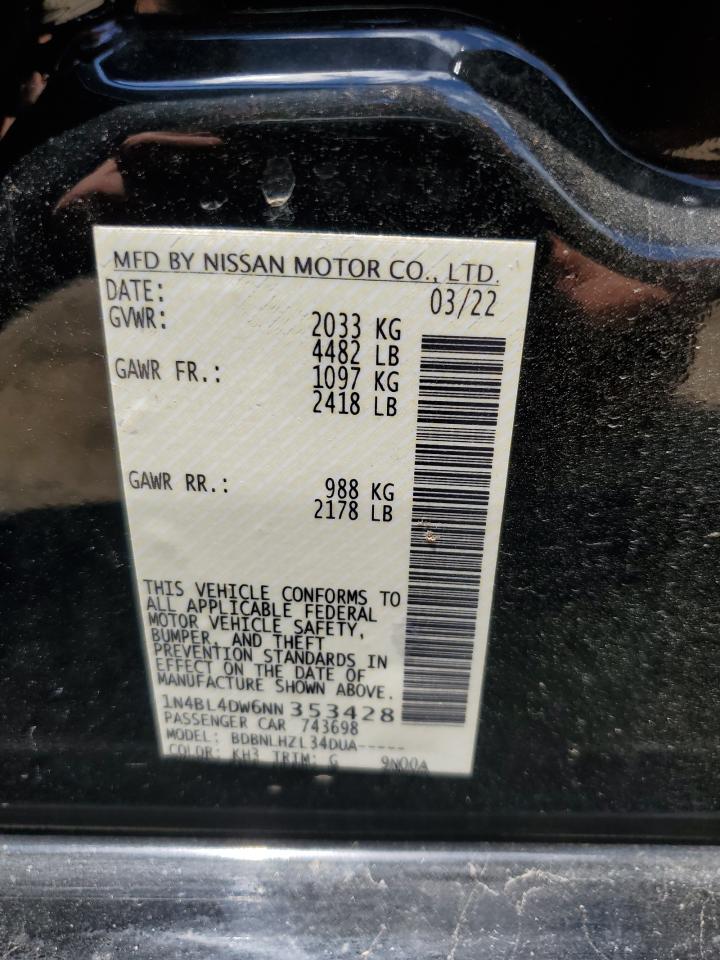 MFD BY NISSAN MOTOR CO., LTD.
DATE: 03/22
GVWR: 2033 KG
4482 LB
GAWR FR.: 1097 KG
2418 LB
GAWR RR.: 988 KG
2178 LB
THIS VEHICLE CONFORMS TO
ALL APPLICABLE FEDERAL
MOTOR VEHICLE SAFETY,
BUMPER, AND THEFT
PREVENTION STANDARDS IN
EFFECT ON THE DATE OF
MANUFACTURE SHOWN ABOVE.
1N4BL4DW6NN353428
PASSENGER CAR 743698
MODEL: BDBNLHZL34DUA-----
COLOR: KH3 TRIM: G 9N00A